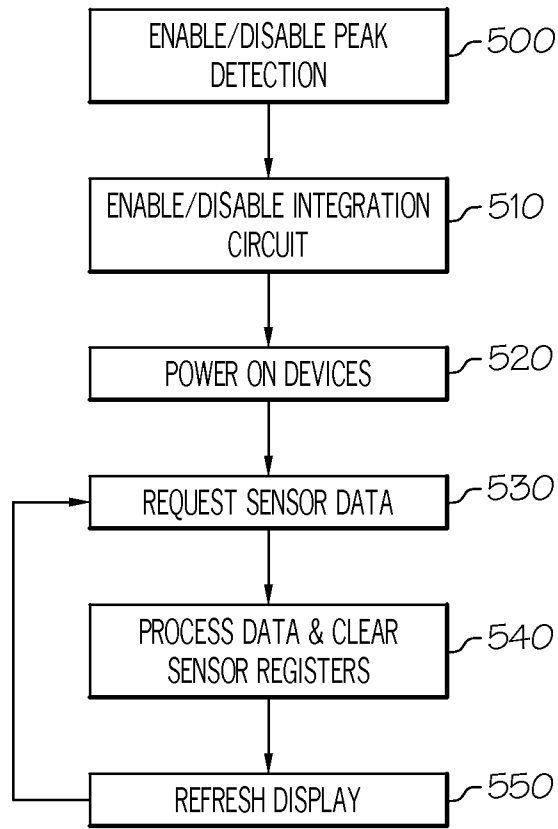 ENABLE/DISABLE PEAK
DETECTION
500
ENABLE/DISABLE INTEGRATION
CIRCUIT
510
POWER ON DEVICES
520
REQUEST SENSOR DATA
530
PROCESS DATA & CLEAR
SENSOR REGISTERS
540
REFRESH DISPLAY
550